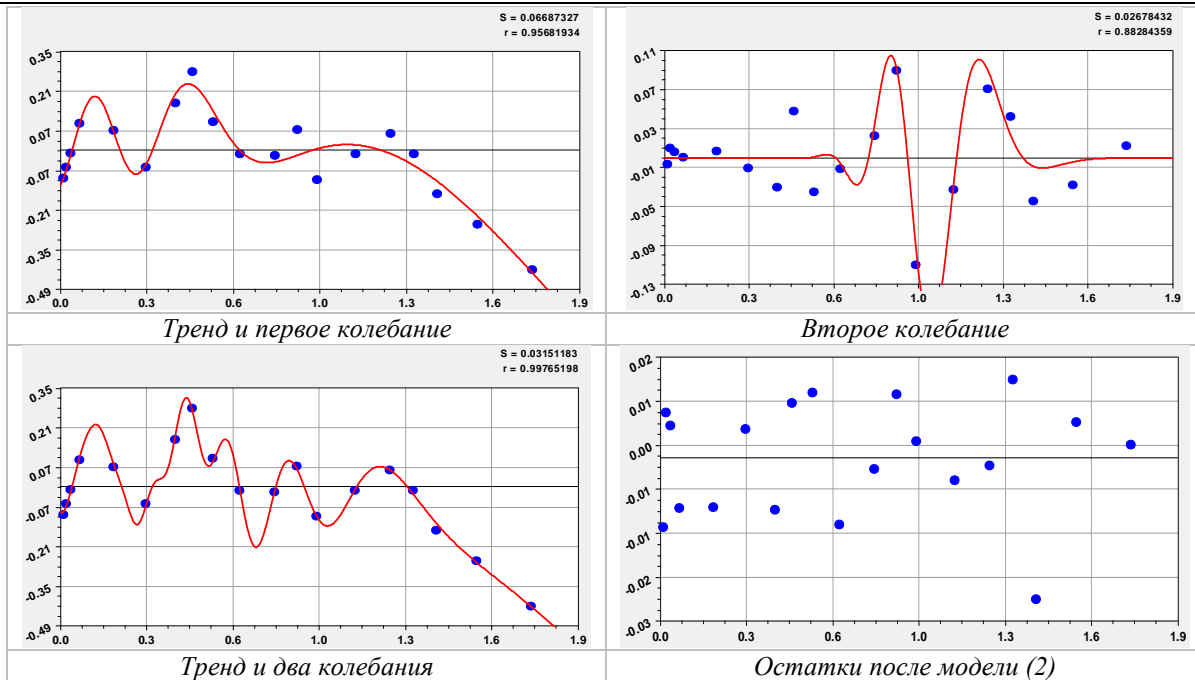 S = 0.06687327
r = 0.95681934
0.35
0.21
0.07
-0.07
-0.21
-0.35
-0.49
0.0 0.3 0.6 1.0 1.3 1.6 1.9
Тренд и первое колебание
S = 0.02678432
r = 0.88284359
0.11
0.07
0.03
-0.01
-0.05
-0.09
-0.13
0.0 0.3 0.6 1.0 1.3 1.6 1.9
Второе колебание
S = 0.03151183
r = 0.99765198
0.35
0.21
0.07
-0.07
-0.21
-0.35
-0.49
0.0 0.3 0.6 1.0 1.3 1.6 1.9
Тренд и два колебания
0.02
0.01
0.00
-0.01
-0.01
-0.02
-0.03
0.0 0.3 0.6 1.0 1.3 1.6 1.9
Остатки после модели (2)